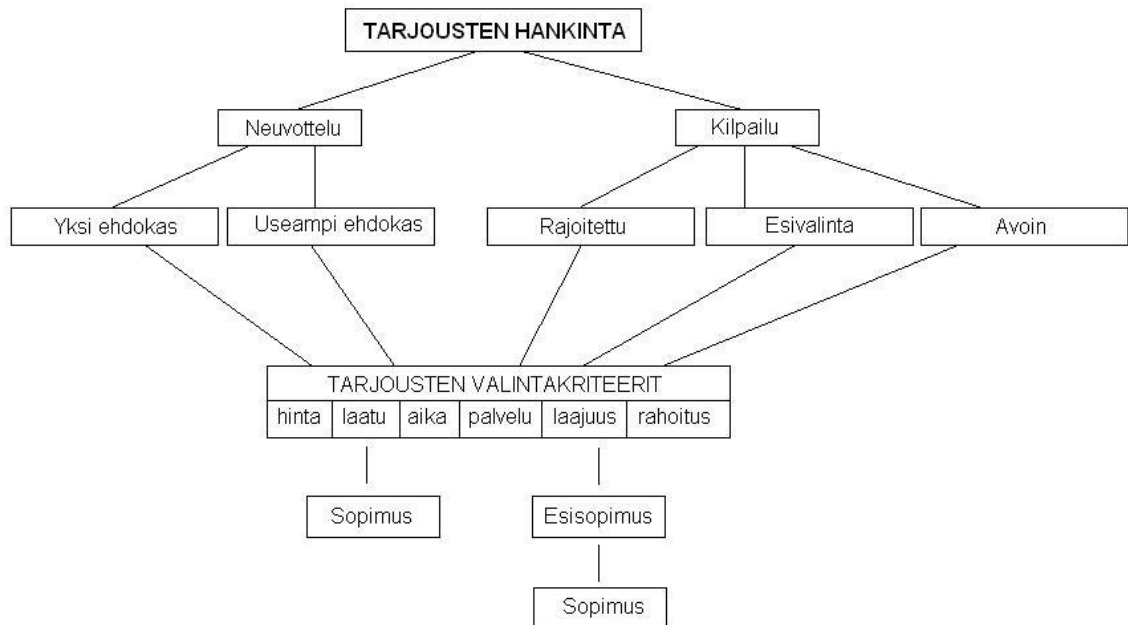 TARJOUSTEN HANKINTA
Neuvottelu
Kilpailu
Yksi ehdokas
Useampi ehdokas
Rajoitettu
Esivalinta
Avoin
TARJOUSTEN VALINTAKRITEERIT
hinta laatu aika palvelu laajuus rahoitus
Sopimus
Esisopimus
Sopimus